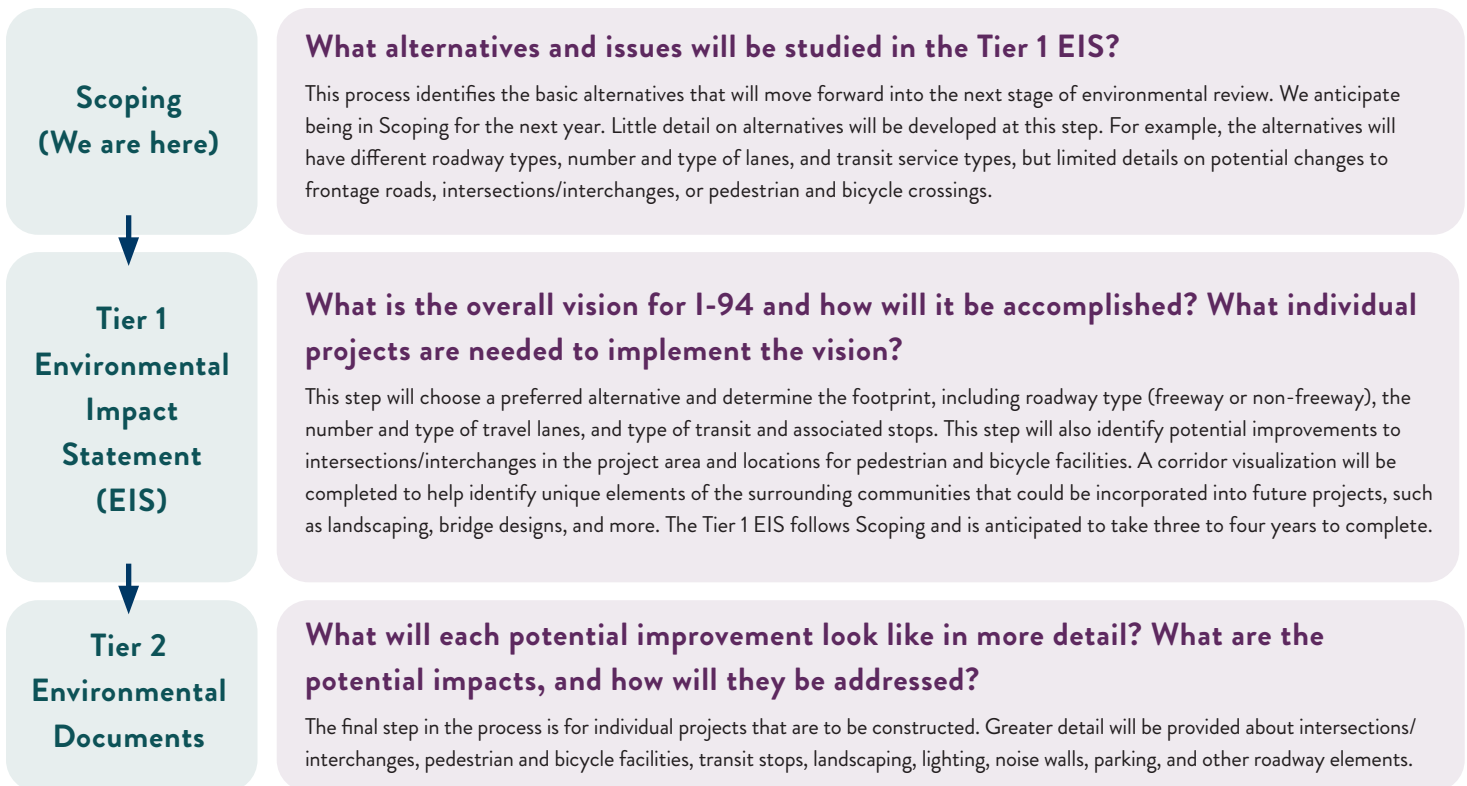 Scoping
(We are here)
What alternatives and issues will be studied in the Tier 1 EIS?
This process identifies the basic alternatives that will move forward into the next stage of environmental review. We anticipate
being in Scoping for the next year. Little detail on alternatives will be developed at this step. For example, the alternatives will
have different roadway types, number and type of lanes, and transit service types, but limited details on potential changes to
frontage roads, intersections/interchanges, or pedestrian and bicycle crossings.
Tier 1
Environmental
Impact
Statement
(EIS)
What is the overall vision for I-94 and how will it be accomplished? What individual
projects are needed to implement the vision?
This step will choose a preferred alternative and determine the footprint, including roadway type (freeway or non-freeway), the
number and type of travel lanes, and type of transit and associated stops. This step will also identify potential improvements to
intersections/interchanges in the project area and locations for pedestrian and bicycle facilities. A corridor visualization will be
completed to help identify unique elements of the surrounding communities that could be incorporated into future projects, such
as landscaping, bridge designs, and more. The Tier 1 EIS follows Scoping and is anticipated to take three to four years to complete.
Tier 2
Environmental
Documents
What will each potential improvement look like in more detail? What are the
potential impacts, and how will they be addressed?
The final step in the process is for individual projects that are to be constructed. Greater detail will be provided about intersections/
interchanges, pedestrian and bicycle facilities, transit stops, landscaping, lighting, noise walls, parking, and other roadway elements.